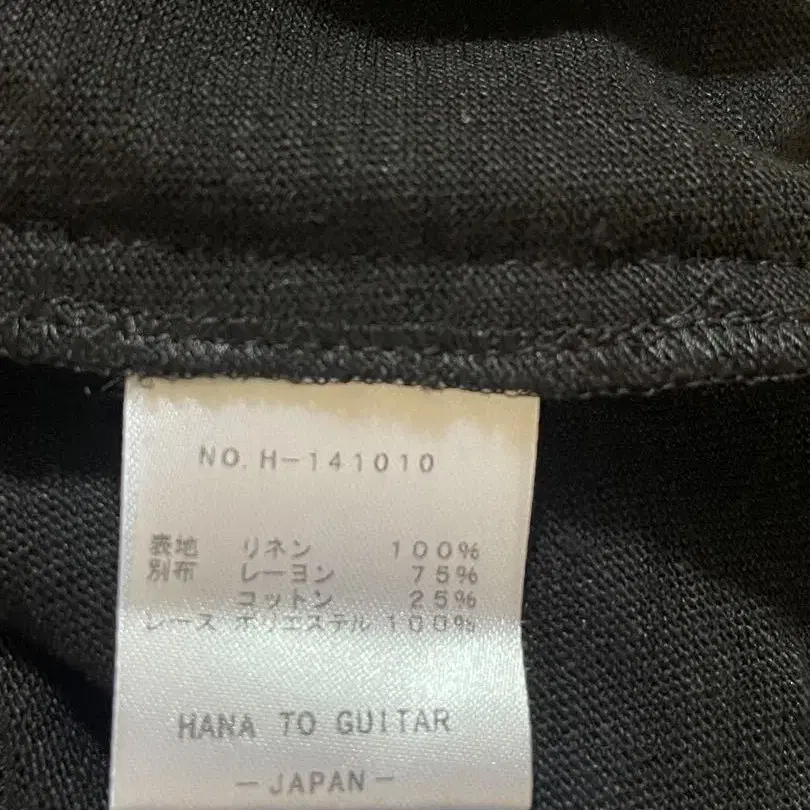 NO. H-141010
表地 リネン 100%
別布 レーヨン 75%
コットン 25%
レース ポリエステル 100%
HANA TO GUITAR
-JAPAN-